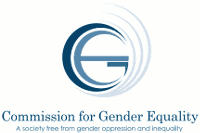 Commission for Gender Equality
A society free from gender oppression and inequality